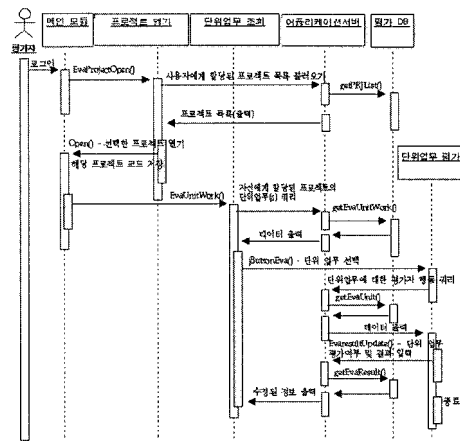 메인 모듈
프로젝트 열기
단위업무 조회
어플리케이션서버
평가 DB
평가자
로그인
EvaProjectOpen()
사용자에게 할당된 프로젝트 목록 불러오기
getPRJList()
프로젝트 목록(출력)
Open() - 선택한 프로젝트 열기
해당 프로젝트 코드 저장
단위업무 평가
EvaUnitWork()
자신에게 할당된 프로젝트의
단위업무(s) 쿼리
getEvaUnitWork()
데이터 출력
jButtonEva() - 단위 업무 선택
단위업무에 대한 평가자 행동 쿼리
getEvaUnit()
데이터 출력
EvaresultUpdate() - 단위 업무
평가여부 및 결과 입력
getEvaResult()
수정된 정보 출력
종료